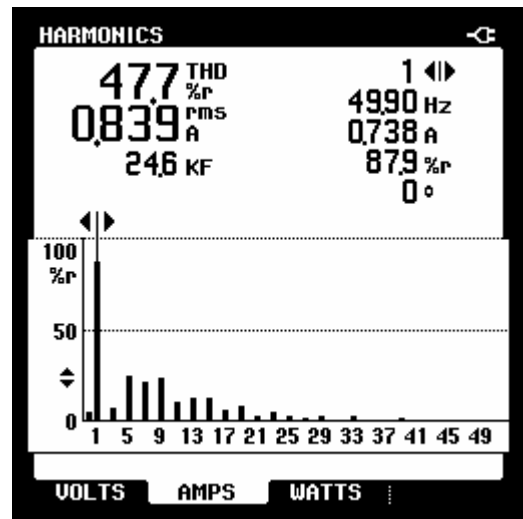 HARMONICS
47.7 THD %r
0.839 rms A
24.6 KF
1
49.90 Hz
0.738 A
87.9 %r
0 °
100
%r
50
0
1 5 9 13 17 21 25 29 33 37 41 45 49
VOLTS AMPS WATTS